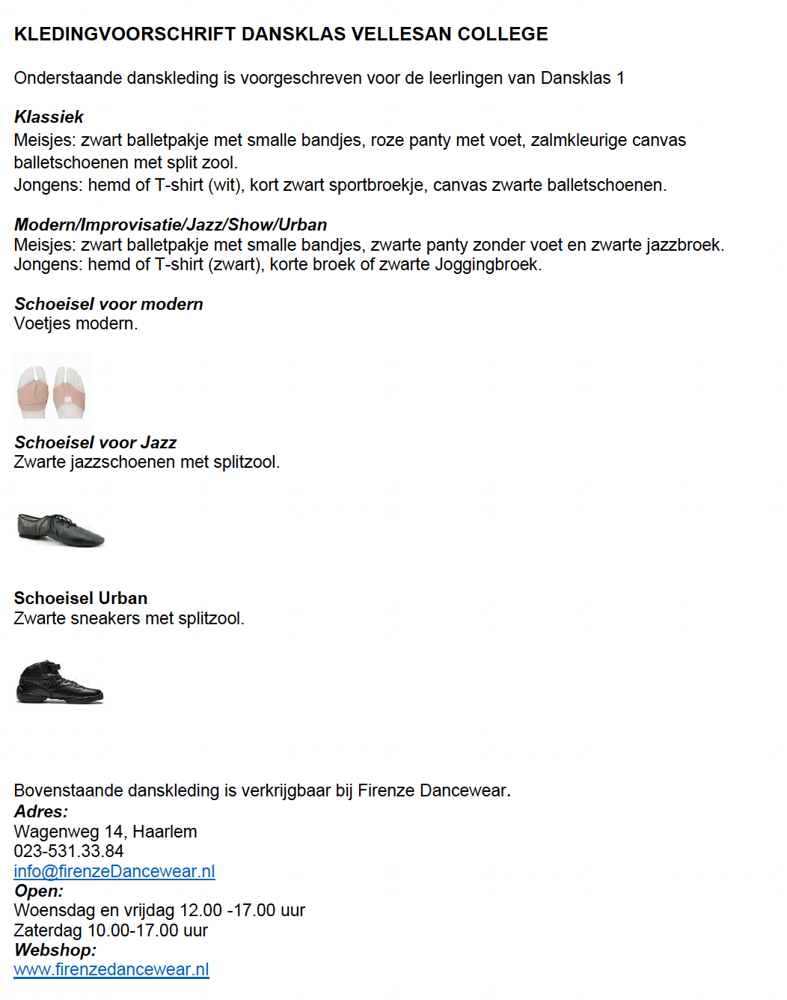 KLEDINGVOORSCHRIFT DANSKLAS VELLESAN COLLEGE
Onderstaande danskleding is voorgeschreven voor de leerlingen van Dansklas 1
Klassiek
Meisjes: zwart balletpakje met smalle bandjes, roze panty met voet, zalmkleurige canvas
balletschoenen met split zool.
Jongens: hemd of T-shirt (wit), kort zwart sportbroekje, canvas zwarte balletschoenen.
Modern/Improvisatie/Jazz/Show/Urban
Meisjes: zwart balletpakje met smalle bandjes, zwarte panty zonder voet en zwarte jazzbroek.
Jongens: hemd of T-shirt (zwart), korte broek of zwarte Joggingbroek.
Schoeisel voor modern
Voetjes modern.
Schoeisel voor Jazz
Zwarte jazzschoenen met splitzool.
Schoeisel Urban
Zwarte sneakers met splitzool.
Bovenstaande danskleding is verkrijgbaar bij Firenze Dancewear.
Adres:
Wagenweg 14, Haarlem
023-531.33.84
info@firenzeDancewear.nl
Open:
Woensdag en vrijdag 12.00 -17.00 uur
Zaterdag 10.00-17.00 uur
Webshop:
www.firenzedancewear.nl